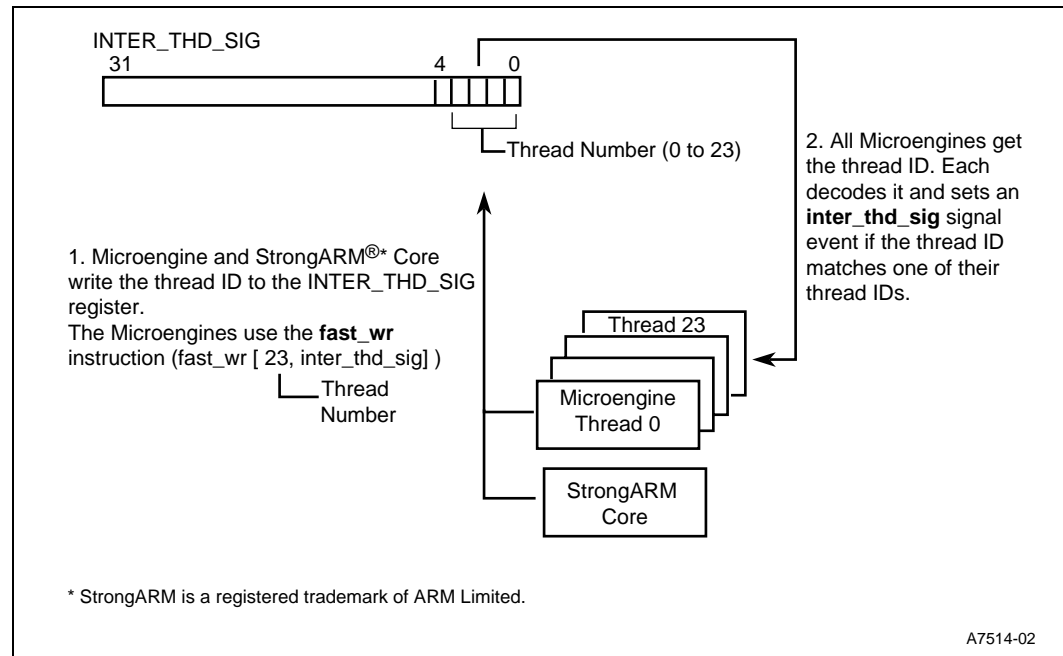 INTER_THD_SIG
31 4 0
Thread Number (0 to 23)
1. Microengine and StrongARM®* Core
write the thread ID to the INTER_THD_SIG
register.
The Microengines use the fast_wr
instruction (fast_wr [ 23, inter_thd_sig] )
Thread
Number
2. All Microengines get
the thread ID. Each
decodes it and sets an
inter_thd_sig signal
event if the thread ID
matches one of their
thread IDs.
Thread 23
Microengine
Thread 0
StrongARM
Core
* StrongARM is a registered trademark of ARM Limited.
A7514-02